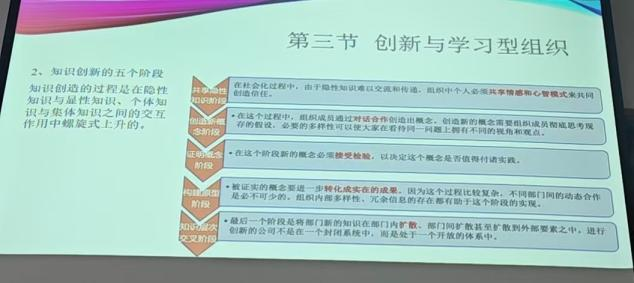 第三节 创新与学习型组织
2、知识创新的五个阶段
知识创造的过程是在隐性
知识与显性知识、个体知
识与集体知识之间的交互
作用中螺旋式上升的。
共享隐性
知识阶段
在社会化过程中，由于隐性知识难以交流和传递，组织中个人必须共享情感和心智模式来共同
创造信任。
创造新概
念阶段
• 在这个过程中，组织成员通过对话合作创造出概念。创新的概念需要组织成员彻底思考现
存的假设，必要的多样性可以使大家在看待同一问题上拥有不同的视角和观点。
证明概念
阶段
• 在这个阶段新的概念必须接受检验，以决定这个概念是否值得付诸实践。
构建原型
阶段
• 被证实的概念要进一步转化成实在的成果。因为这个过程比较复杂，不同部门间的动态合作
是必不可少的。组织内部多样性、冗余信息的存在都有助于这个阶段的实现。
知识层次
交叉阶段
• 最后一个阶段是将部门新的知识在部门内扩散、部门间扩散甚至扩散到外部要素之中，进行
创新的公司不是在一个封闭系统中，而是处于一个开放的体系中。